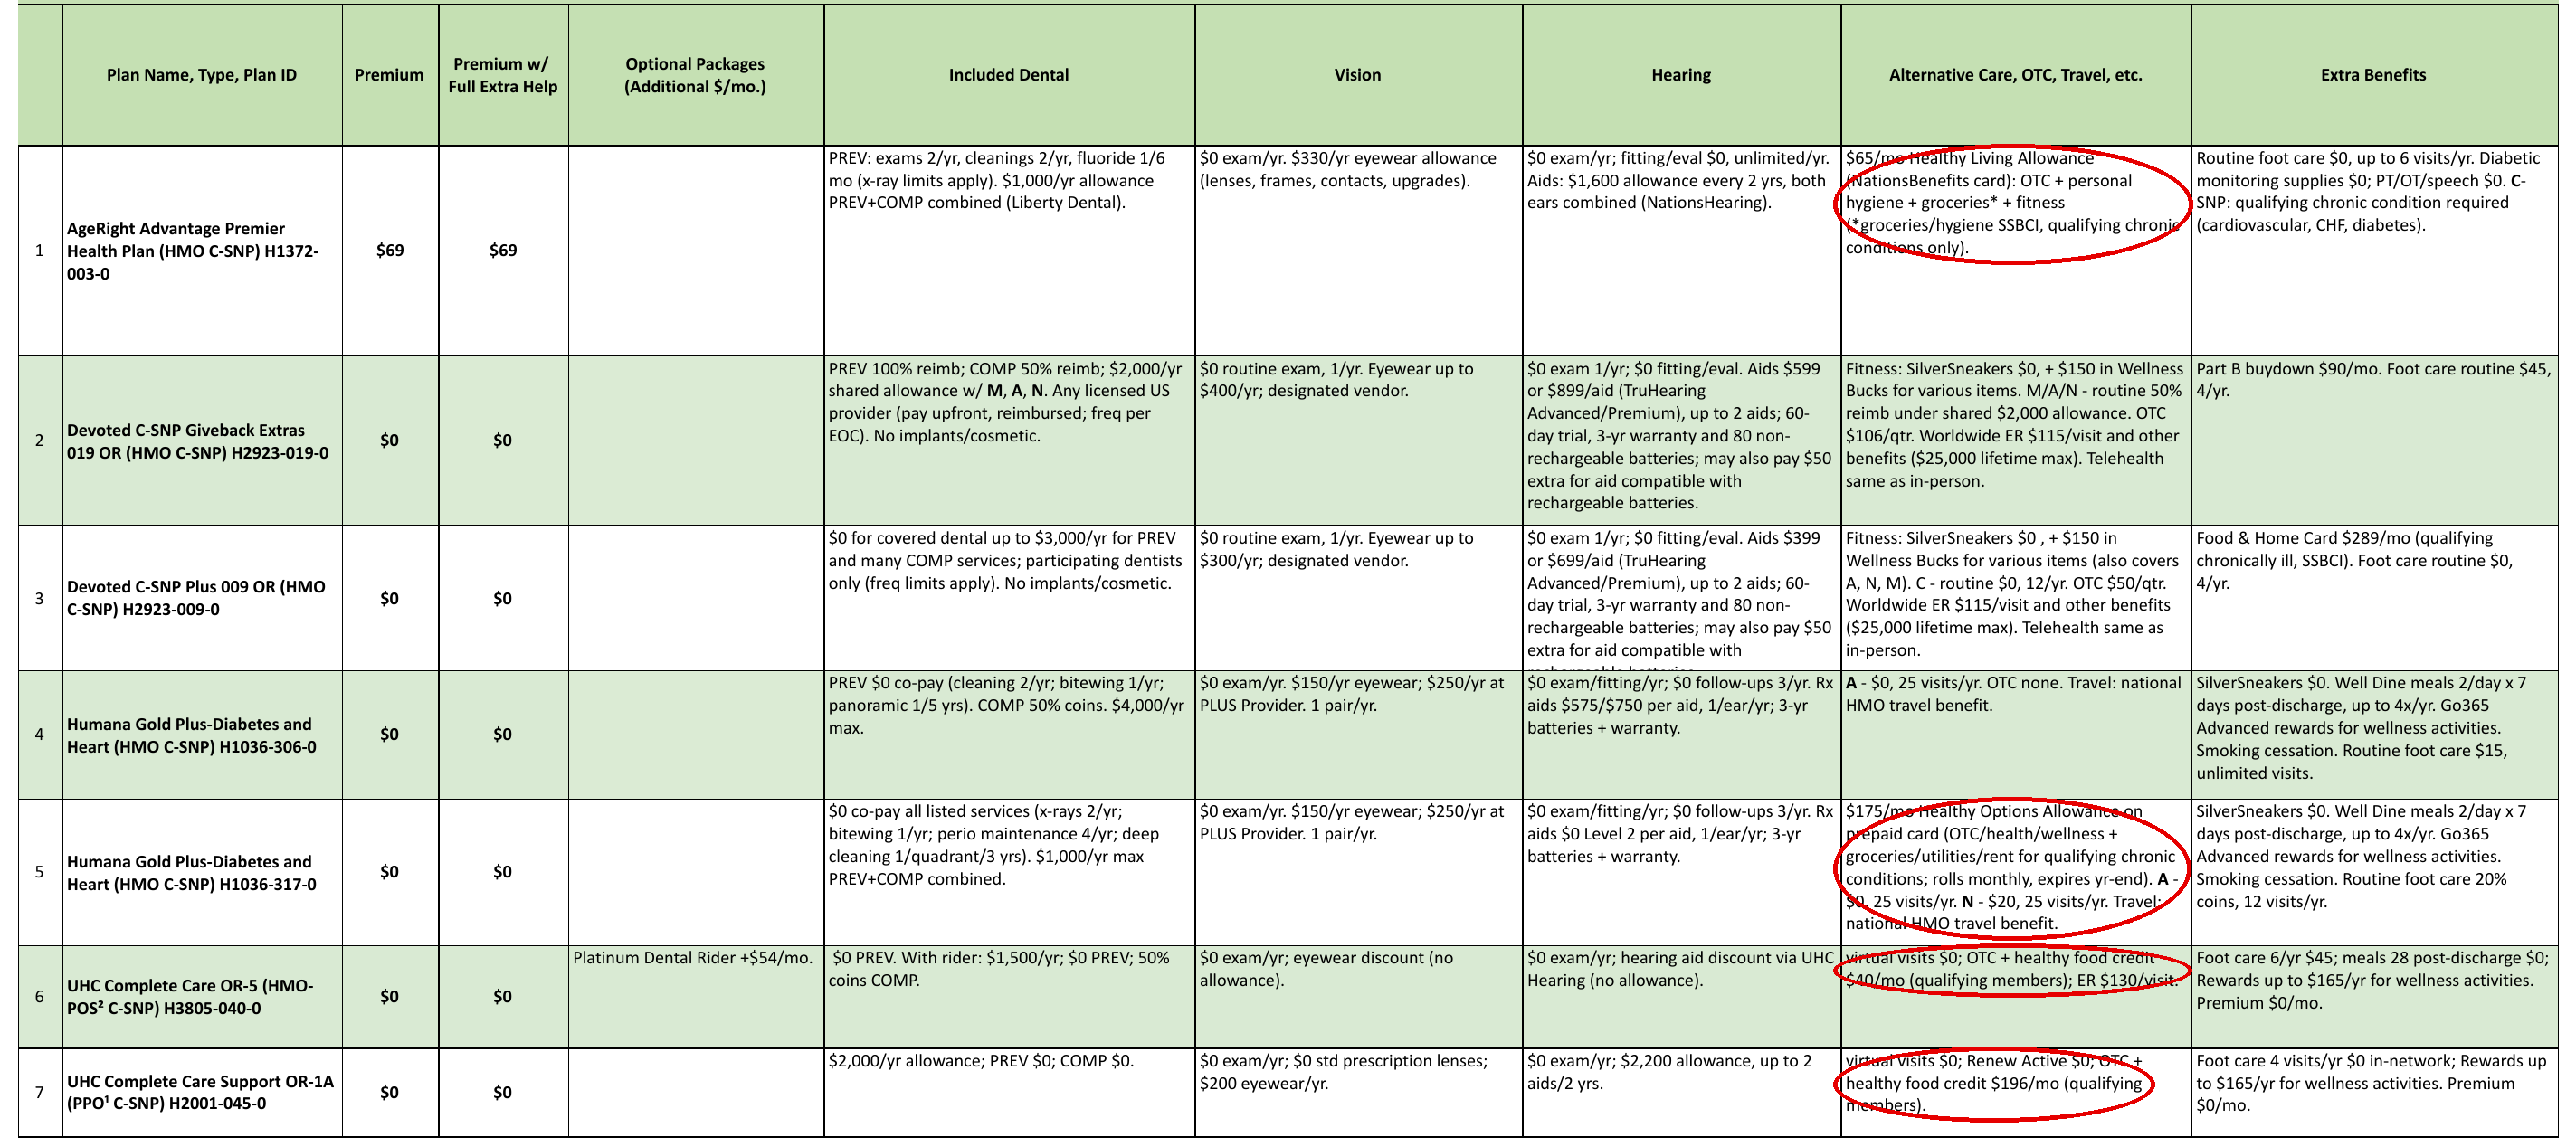 Plan Name, Type, Plan ID
Premium
Premium w/
Full Extra Help
Optional Packages
(Additional $/mo.)
Included Dental
Vision
Hearing
Alternative Care, OTC, Travel, etc.
Extra Benefits
1
AgeRight Advantage Premier
Health Plan (HMO C-SNP) H1372-
003-0
$69
$69
PREV: exams 2/yr, cleanings 2/yr, fluoride 1/6
mo (x-ray limits apply). $1,000/yr allowance
PREV+COMP combined (Liberty Dental).
$0 exam/yr. $330/yr eyewear allowance
(lenses, frames, contacts, upgrades).
$0 exam/yr; fitting/eval $0, unlimited/yr.
Aids: $1,600 allowance every 2 yrs, both
ears combined (NationsHearing).
$65/mo Healthy Living Allowance
(NationsBenefits card): OTC + personal
hygiene + groceries* + fitness
(*groceries/hygiene SSBCI, qualifying chronic
conditions only).
Routine foot care $0, up to 6 visits/yr. Diabetic
monitoring supplies $0; PT/OT/speech $0. C-
SNP: qualifying chronic condition required
(cardiovascular, CHF, diabetes).
2
Devoted C-SNP Giveback Extras
019 OR (HMO C-SNP) H2923-019-0
$0
$0
PREV 100% reimb; COMP 50% reimb; $2,000/yr
shared allowance w/ M, A, N. Any licensed US
provider (pay upfront, reimbursed; freq per
EOC). No implants/cosmetic.
$0 routine exam, 1/yr. Eyewear up to
$400/yr; designated vendor.
$0 exam 1/yr; $0 fitting/eval. Aids $599
or $899/aid (TruHearing
Advanced/Premium), up to 2 aids; 60-
day trial, 3-yr warranty and 80 non-
rechargeable batteries; may also pay $50
extra for aid compatible with
rechargeable batteries.
Fitness: SilverSneakers $0, + $150 in Wellness
Bucks for various items. M/A/N - routine 50%
reimb under shared $2,000 allowance. OTC
$106/qtr. Worldwide ER $115/visit and other
benefits ($25,000 lifetime max). Telehealth
same as in-person.
Part B buydown $90/mo. Foot care routine $45,
4/yr.
3
Devoted C-SNP Plus 009 OR (HMO
C-SNP) H2923-009-0
$0
$0
$0 for covered dental up to $3,000/yr for PREV
and many COMP services; participating dentists
only (freq limits apply). No implants/cosmetic.
$0 routine exam, 1/yr. Eyewear up to
$300/yr; designated vendor.
$0 exam 1/yr; $0 fitting/eval. Aids $399
or $699/aid (TruHearing
Advanced/Premium), up to 2 aids; 60-
day trial, 3-yr warranty and 80 non-
rechargeable batteries; may also pay $50
extra for aid compatible with
Fitness: SilverSneakers $0 , + $150 in
Wellness Bucks for various items (also covers
A, N, M). C - routine $0, 12/yr. OTC $50/qtr.
Worldwide ER $115/visit and other benefits
($25,000 lifetime max). Telehealth same as
in-person.
Food & Home Card $289/mo (qualifying
chronically ill, SSBCI). Foot care routine $0,
4/yr.
4
Humana Gold Plus-Diabetes and
Heart (HMO C-SNP) H1036-306-0
$0
$0
PREV $0 co-pay (cleaning 2/yr; bitewing 1/yr;
panoramic 1/5 yrs). COMP 50% coins. $4,000/yr
max.
$0 exam/yr. $150/yr eyewear; $250/yr at
PLUS Provider. 1 pair/yr.
$0 exam/fitting/yr; $0 follow-ups 3/yr. Rx
aids $575/$750 per aid, 1/ear/yr; 3-yr
batteries + warranty.
A - $0, 25 visits/yr. OTC none. Travel: national
HMO travel benefit.
SilverSneakers $0. Well Dine meals 2/day x 7
days post-discharge, up to 4x/yr. Go365
Advanced rewards for wellness activities.
Smoking cessation. Routine foot care $15,
unlimited visits.
5
Humana Gold Plus-Diabetes and
Heart (HMO C-SNP) H1036-317-0
$0
$0
$0 co-pay all listed services (x-rays 2/yr;
bitewing 1/yr; perio maintenance 4/yr; deep
cleaning 1/quadrant/3 yrs). $1,000/yr max
PREV+COMP combined.
$0 exam/yr. $150/yr eyewear; $250/yr at
PLUS Provider. 1 pair/yr.
$0 exam/fitting/yr; $0 follow-ups 3/yr. Rx
aids $0 Level 2 per aid, 1/ear/yr; 3-yr
batteries + warranty.
$175/mo Healthy Options Allowance on
prepaid card (OTC/health/wellness +
groceries/utilities/rent for qualifying chronic
conditions; rolls monthly, expires yr-end). A -
$0, 25 visits/yr. N - $20, 25 visits/yr. Travel:
national HMO travel benefit.
SilverSneakers $0. Well Dine meals 2/day x 7
days post-discharge, up to 4x/yr. Go365
Advanced rewards for wellness activities.
Smoking cessation. Routine foot care 20%
coins, 12 visits/yr.
6
UHC Complete Care OR-5 (HMO-
POS² C-SNP) H3805-040-0
$0
$0
Platinum Dental Rider +$54/mo.
$0 PREV. With rider: $1,500/yr; $0 PREV; 50%
coins COMP.
$0 exam/yr; eyewear discount (no
allowance).
$0 exam/yr; hearing aid discount via UHC
Hearing (no allowance).
virtual visits $0; OTC + healthy food credit
$40/mo (qualifying members); ER $130/visit.
Foot care 6/yr $45; meals 28 post-discharge $0;
Rewards up to $165/yr for wellness activities.
Premium $0/mo.
7
UHC Complete Care Support OR-1A
(PPO¹ C-SNP) H2001-045-0
$0
$0
$2,000/yr allowance; PREV $0; COMP $0.
$0 exam/yr; $0 std prescription lenses;
$200 eyewear/yr.
$0 exam/yr; $2,200 allowance, up to 2
aids/2 yrs.
virtual visits $0; Renew Active $0; OTC +
healthy food credit $196/mo (qualifying
members).
Foot care 4 visits/yr $0 in-network; Rewards up
to $165/yr for wellness activities. Premium
$0/mo.